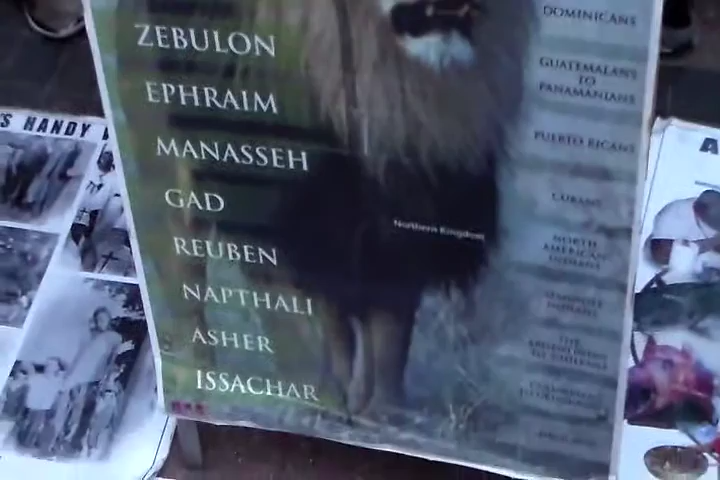 ZEBULON
EPHRAIM
MANASSEH
GAD
REUBEN
NAPTHALI
ASHER
ISSACHAR
Northern Kingdom
DOMINICANS
GUATEMALANS
TO
PANAMANIANS
PUERTO RICANS
CUBANS
NORTH
AMERICAN
INDIANS
SEMINOLE
INDIANS
S HANDY
A